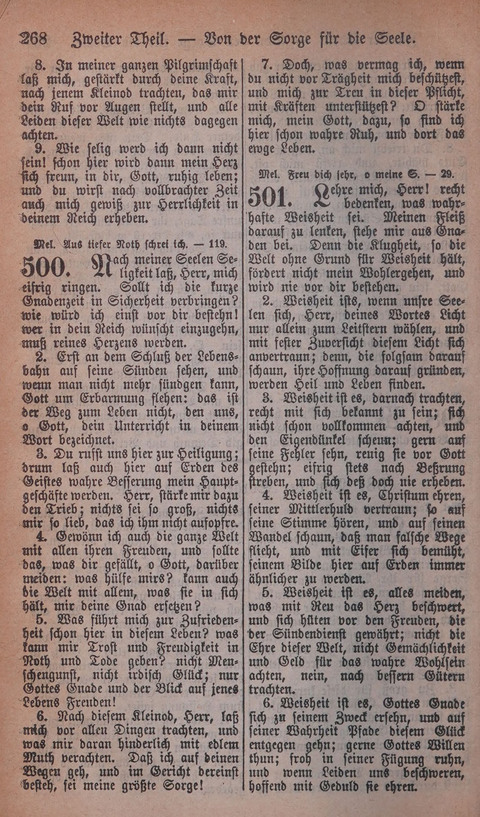 268 Zweiter Theil. — Von der Sorge für die Seele.
8. In meiner ganzen Pilgrimschaft
laß mich, gestärkt durch deine Kraft,
nach jenem Kleinod trachten, das mir
dein Ruf vor Augen stellt, und alle
Leiden dieser Welt wie nichts dagegen
achten.
9. Wie selig werd ich dann nicht
sein! schon hier wird dann mein Herz
sich freun, in dir, Gott, ruhig leben;
und du wirst nach vollbrachter Zeit
auch mich gewiß zur Herrlichkeit in
deinem Reich erheben.
Mel. Aus tiefer Noth schrei ich. — 119.
500. Nach meiner Seelen Se-
ligkeit laß, Herr, mich
eifrig ringen. Sollt ich die kurze
Gnadenzeit in Sicherheit verbringen?
wie würd ich einst vor dir bestehn!
wer in dein Reich wünscht einzugehn,
muß reines Herzens werden.
2. Erst an dem Schluß der Lebens-
bahn auf seine Sünden sehen, und
wenn man nicht mehr sündgen kann,
Gott um Erbarmung flehen: das ist
der Weg zum Leben nicht, den uns,
o Gott, dein Unterricht in deinem
Wort bezeichnet.
3. Du rufst uns hier zur Heiligung;
drum laß auch hier auf Erden des
Geistes wahre Besserung mein Haupt-
geschäfte werden. Herr, stärke mir dazu
den Trieb; nichts sei so groß, nichts
mir so lieb, das ich ihm nicht aufopfre.
4. Gewönn ich auch die ganze Welt
mit allen ihren Freuden, und sollte
das, was dir gefällt, o Gott, darüber
meiden: was hülfe mirs? kann auch
die Welt mit allem, was sie in sich
hält, mir deine Gnad ersetzen?
5. Was führt mich zur Zufrieden-
heit schon hier in diesem Leben? was
kann mir Trost und Freudigkeit in
Noth und Tode geben? nicht Men-
schengunst, nicht irdisch Glück; nur
Gottes Gnade und der Blick auf jenes
Lebens Freuden!
6. Nach diesem Kleinod, Herr, laß
mich vor allen Dingen trachten, und
was mir daran hinderlich mit edlem
Muth verachten. Daß ich auf deinen
Wegen geh, und im Gericht dereinst
besteh, sei meine größte Sorge!
7. Doch, was vermag ich, wenn
du nicht vor Trägheit mich beschützest,
und mich zur Treu in dieser Pflicht,
mit Kräften unterstützest? O stärke
mich, mein Gott, dazu, so find ich
hier schon wahre Ruh, und dort das
ewge Leben.
Mel. Freu dich sehr, o meine S. — 29.
501. Lehre mich, Herr! recht
bedenken, was wahr-
hafte Weisheit sei. Meinen Fleiß
darauf zu lenken, stehe mir aus Gna-
den bei. Denn die Klugheit, so die
Welt ohne Grund für Weisheit hält,
fördert nicht mein Wohlergehen, und
wird nie vor dir bestehen.
2. Weisheit ists, wenn unsre See-
len sich, Herr, deines Wortes Licht
nur allein zum Leitstern wählen, und
mit fester Zuversicht diesem Licht sich
anvertraun; denn, die folgsam darauf
schaun, ihre Hoffnung darauf gründen,
werden Heil und Leben finden.
3. Weisheit ist es, darnach trachten,
recht mit sich bekannt zu sein; sich
nicht schon vollkommen achten, und
den Eigendünkel scheun; gern auf
seine Fehler sehn, reuig sie vor Gott
gestehn; eifrig stets nach Beßrung
streben, und sich deß doch nie erheben.
4. Weisheit ist es, Christum ehren,
seiner Mittlerhuld vertraun; so auf
seine Stimme hören, und auf seinen
Wandel schaun, daß man falsche Wege
flieht, und mit Eifer sich bemüht,
seinem Bilde hier auf Erden immer
ähnlicher zu werden.
5. Weisheit ist es, alles meiden,
was mit Reu das Herz beschwert,
und sich hüten vor den Freuden, die
der Sündendienst gewährt; nicht die
Ehre dieser Welt, nicht Gemächlichkeit
und Geld für das wahre Wohlsein
achten, nein, nach bessern Gütern
trachten.
6. Weisheit ist es, Gottes Gnade
sich zu seinem Zweck ersehn, und auf
seiner Wahrheit Pfade diesem Glück
entgegen gehn; gerne Gottes Willen
thun; froh in seiner Fügung ruhn,
und wenn Leiden uns beschweren,
hoffend mit Geduld sie ehren.